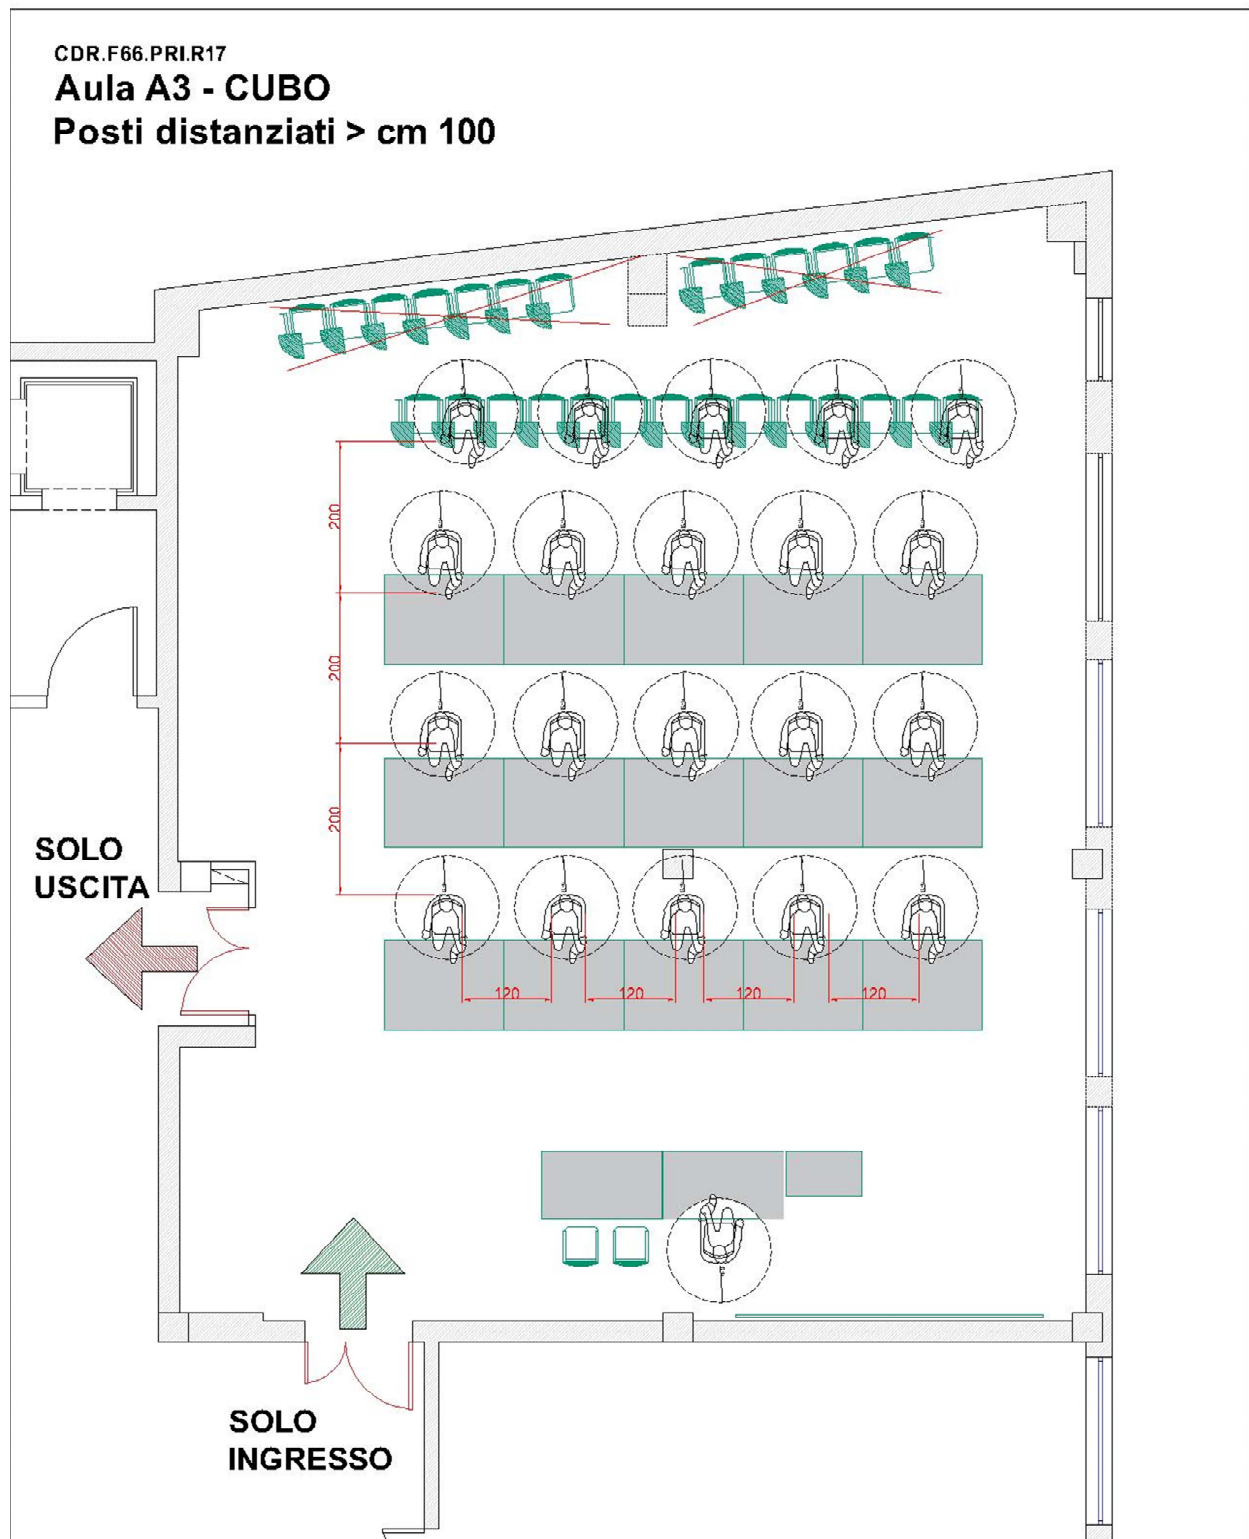 CDR.F66.PRI.R17
Aula A3 - CUBO
Posti distanziati > cm 100
200
200
200
SOLO
USCITA
120 120 120 120
SOLO
INGRESSO